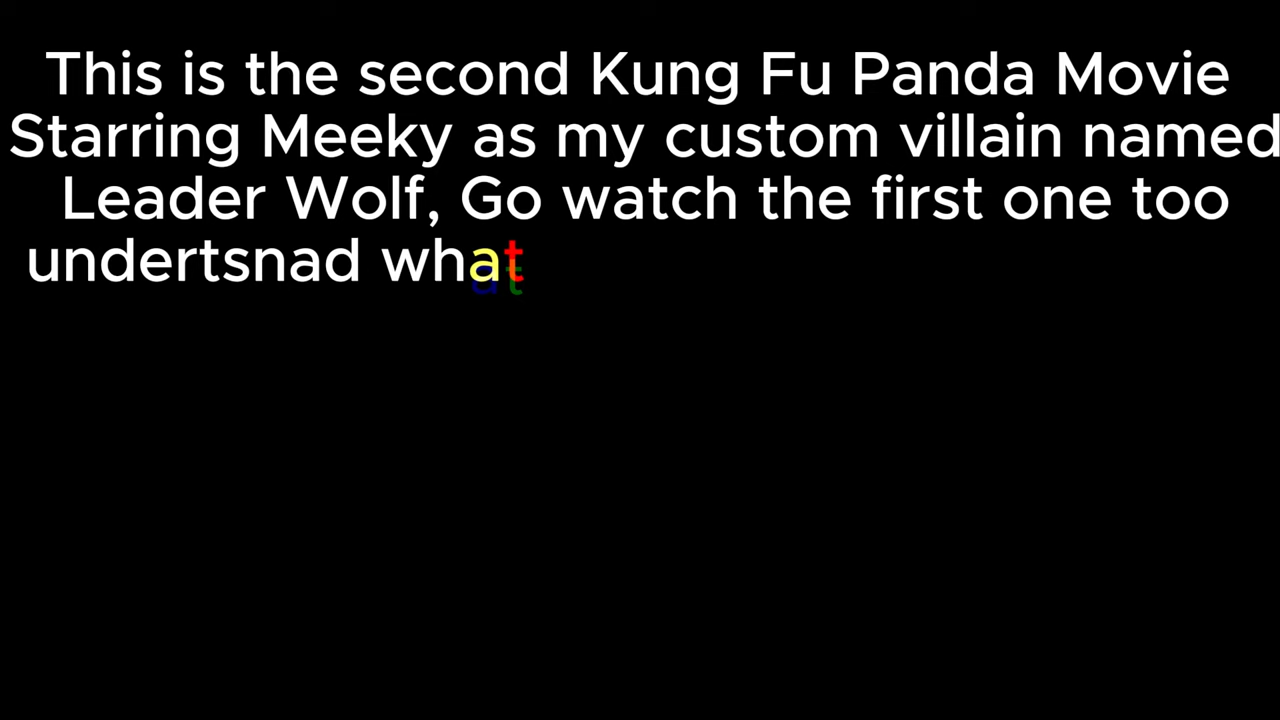 This is the second Kung Fu Panda Movie
Starring Meeky as my custom villain named
Leader Wolf, Go watch the first one too
undertsnad what